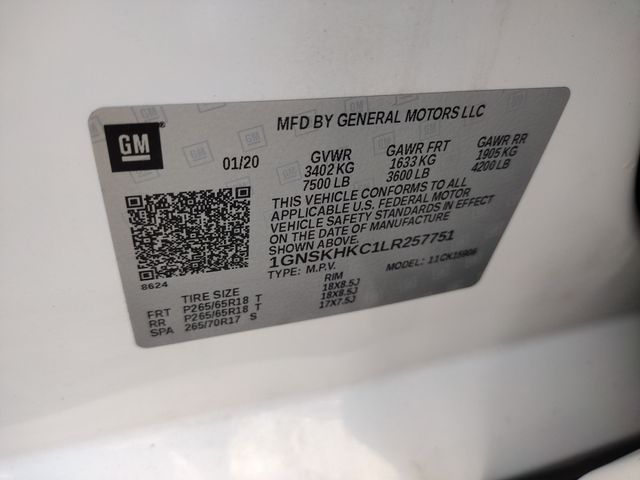 GM
MFD BY GENERAL MOTORS LLC
01/20
GVWR GAWR FRT GAWR RR
3402 KG 1633 KG 1905 KG
7500 LB 3600 LB 4200 LB
THIS VEHICLE CONFORMS TO ALL
APPLICABLE U.S. FEDERAL MOTOR
VEHICLE SAFETY STANDARDS IN EFFECT
ON THE DATE OF MANUFACTURE
SHOWN ABOVE.
1GNSKHKC1LR257751
TYPE: M.P.V. MODEL: 11CK15906
8624
TIRE SIZE RIM
FRT P265/65R18 T 18X8.5J
RR P265/65R18 T 18X8.5J
SPA 265/70R17 S 17X7.5J